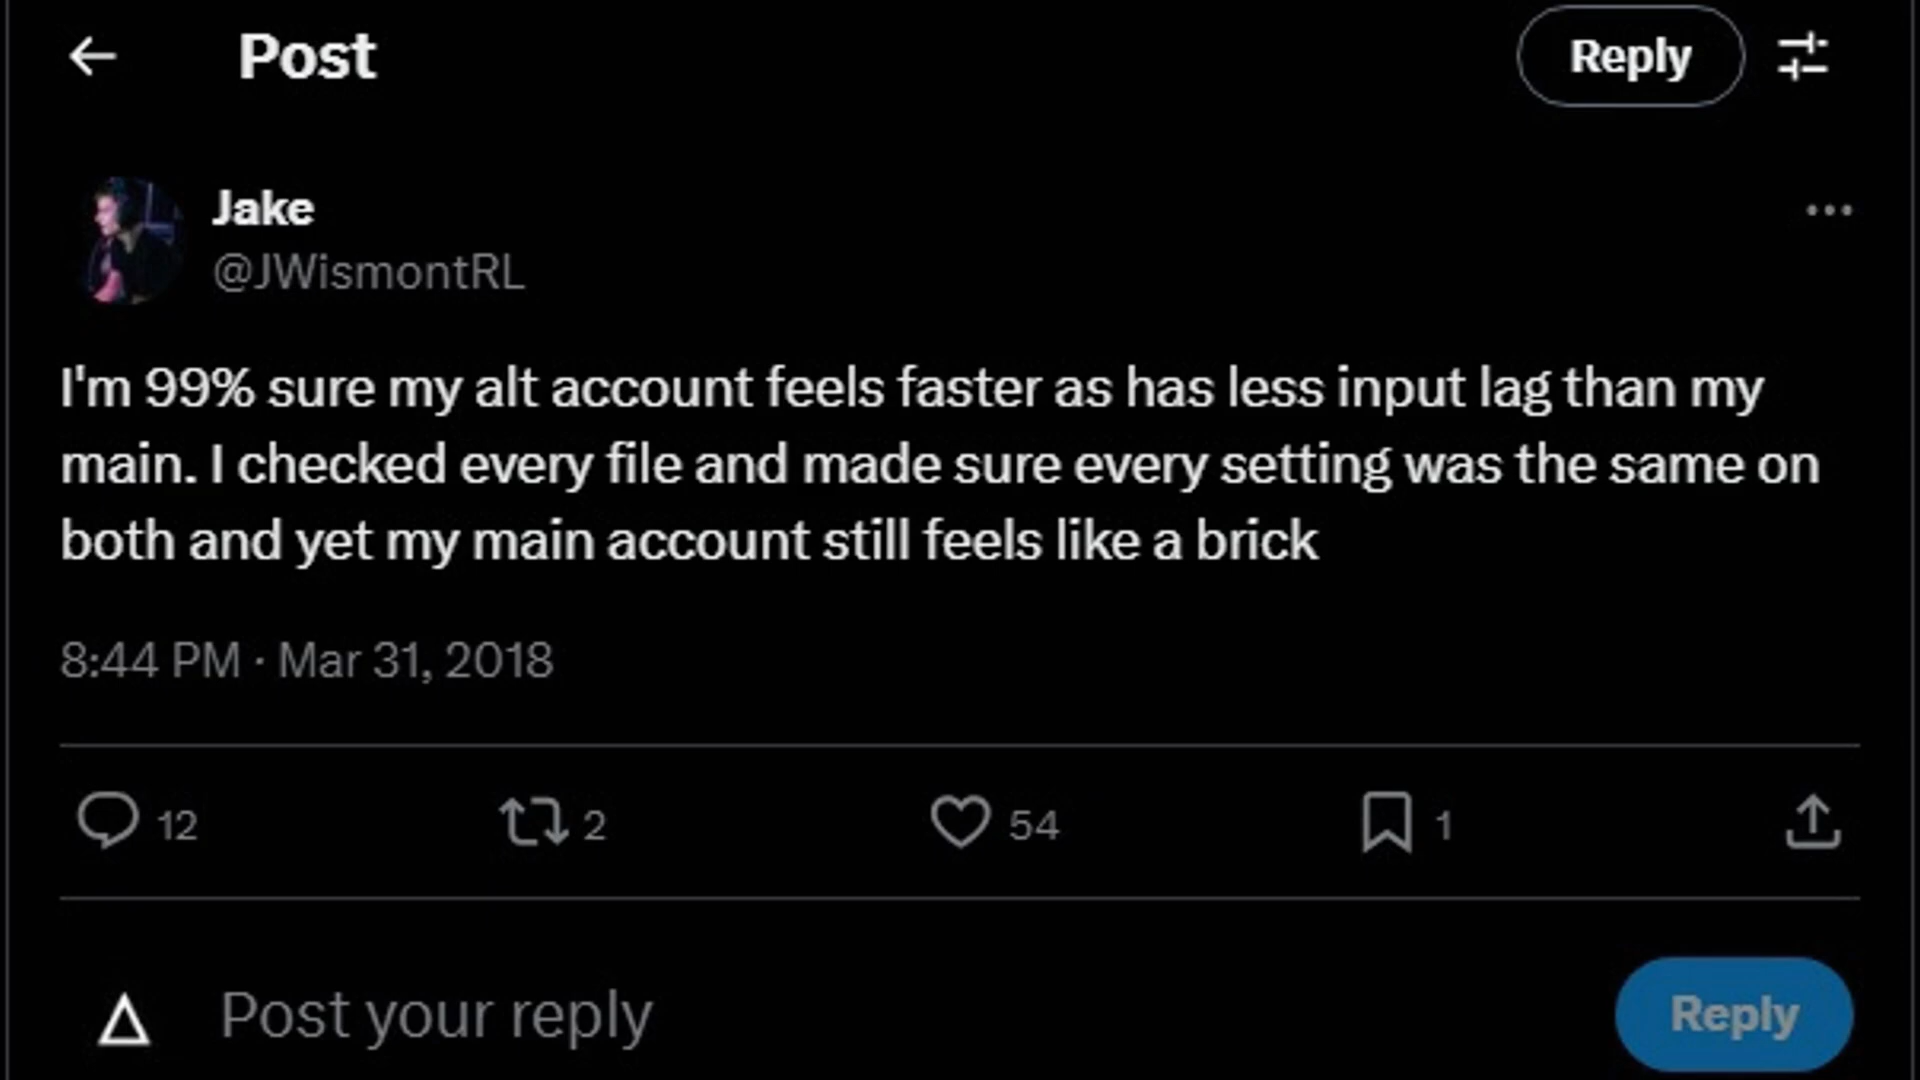 Post
Reply
Jake
@JWismontRL
I'm 99% sure my alt account feels faster as has less input lag than my
main. I checked every file and made sure every setting was the same on
both and yet my main account still feels like a brick
8:44 PM · Mar 31, 2018
12 2 54 1
Post your reply
Reply